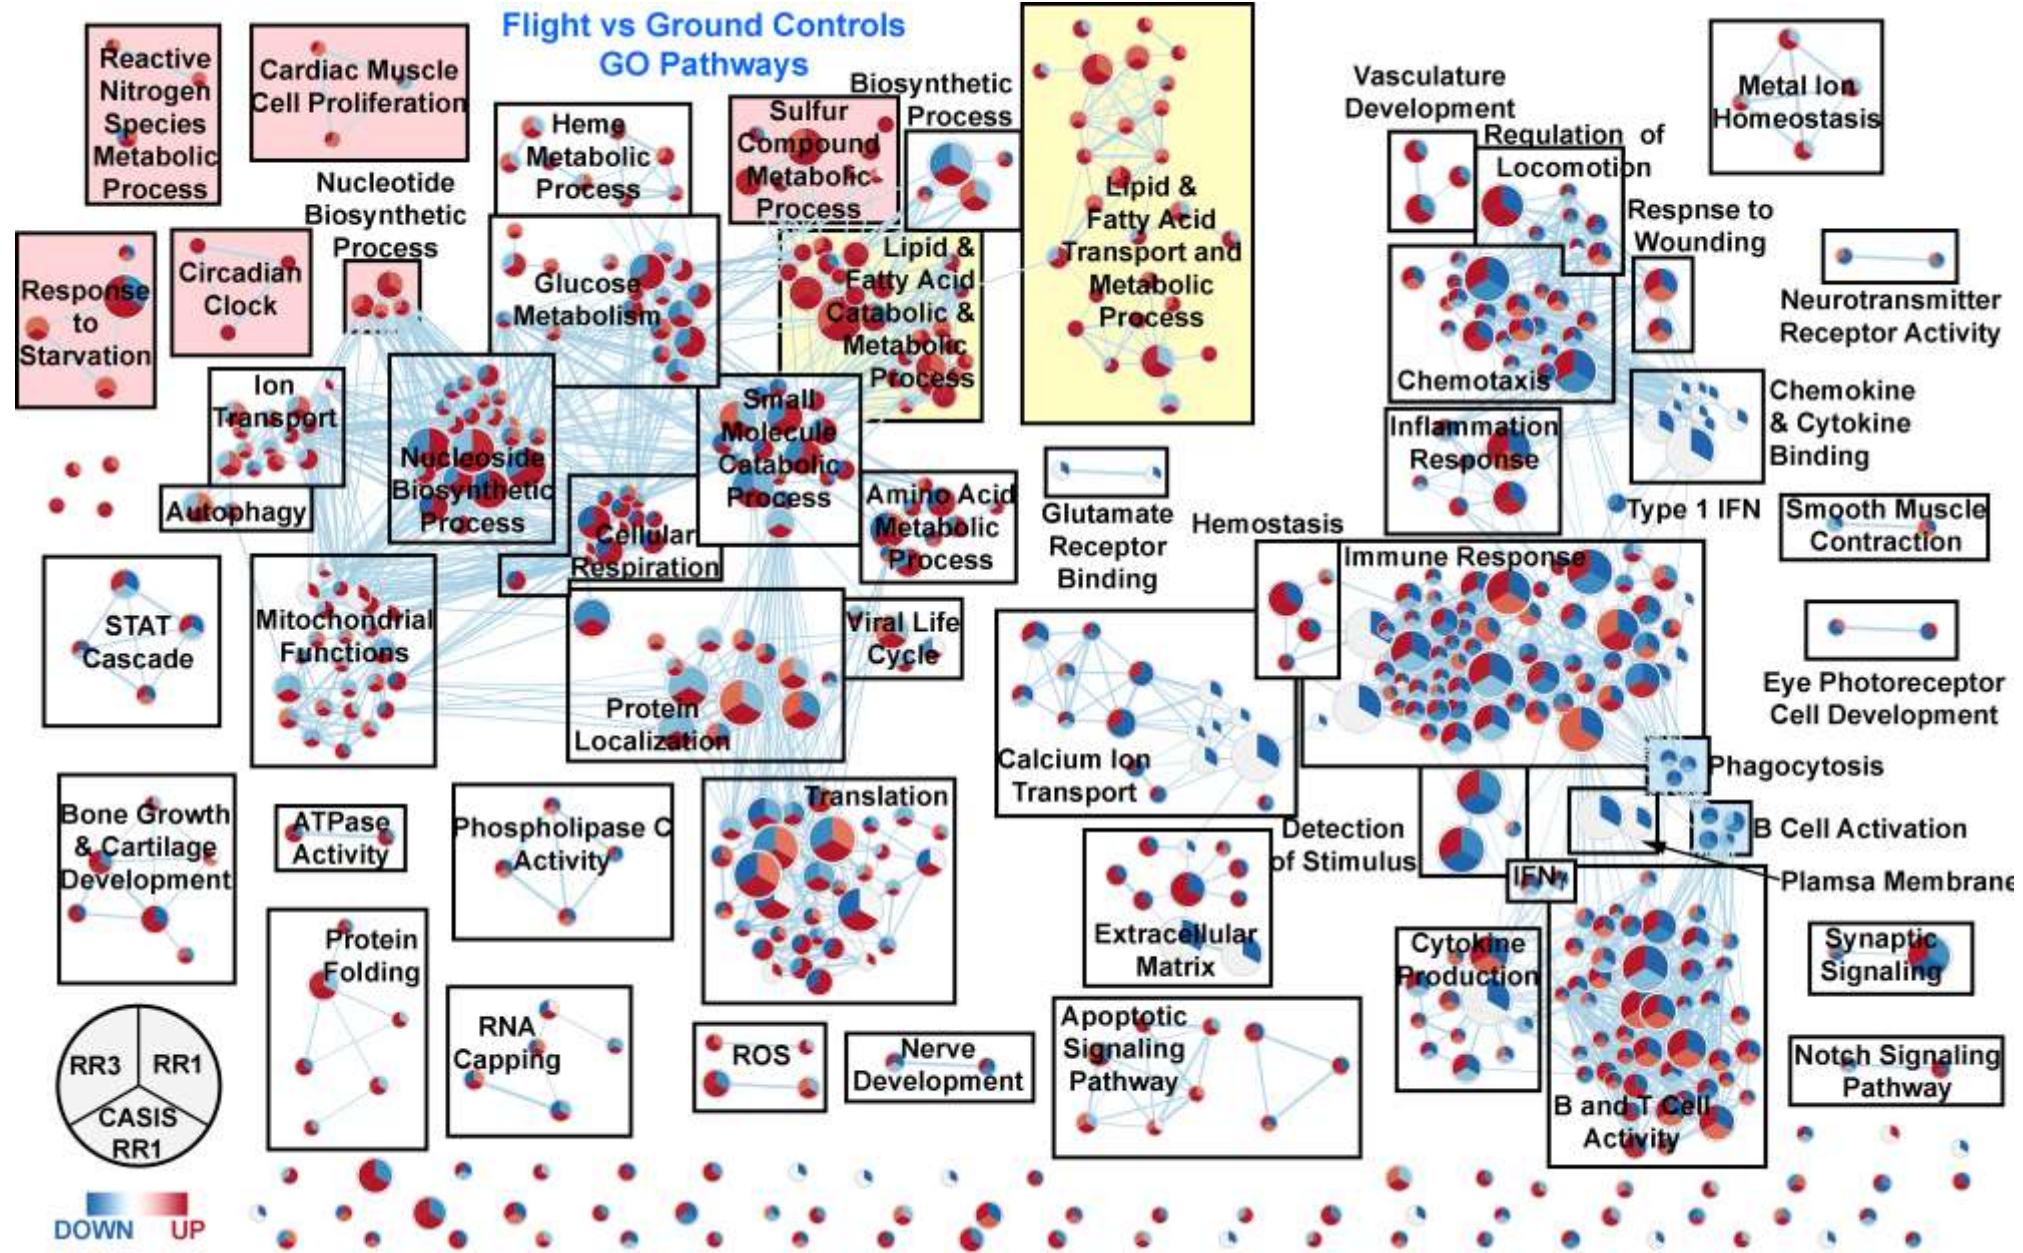 Flight vs Ground Controls
GO Pathways
Reactive
Nitrogen
Species
Metabolic
Process
Cardiac Muscle
Cell Proliferation
Heme
Metabolic
Process
Sulfur
Compound
Metabolic
Process
Biosynthetic
Process
Lipid &
Fatty Acid
Transport and
Metabolic
Process
Vasculature
Development
Requlation of
Locomotion
Metal Ion
Homeostasis
Nucleotide
Biosynthetic
Process
Respnse to
Wounding
Response
to
Starvation
Circadian
Clock
Glucose
Metabolism
Lipid &
Fatty Acid
Catabolic &
Metabolic
Process
Chemotaxis
Neurotransmitter
Receptor Activity
Ion
Transport
Nucleoside
Biosynthetic
Process
Small
Molecule
Catabolic
Process
Inflammation
Response
Chemokine
& Cytokine
Binding
Autophagy
Cellular
Respiration
Amino Acid
Metabolic
Process
Glutamate
Receptor
Binding
Hemostasis
Type 1 IFN
Smooth Muscle
Contraction
STAT
Cascade
Mitochondrial
Functions
Protein
Localization
Viral Life
Cycle
Immune Response
Eye Photoreceptor
Cell Development
Calcium Ion
Transport
Phagocytosis
Bone Growth
& Cartilage
Development
ATPase
Activity
Phospholipase C
Activity
Translation
Detection
of Stimulus
B Cell Activation
IFNγ
Plamsa Membrane
Protein
Folding
Extracellular
Matrix
Cytokine
Production
Synaptic
Signaling
RNA
Capping
ROS
Nerve
Development
Apoptotic
Signaling
Pathway
B and T Cell
Activity
Notch Signaling
Pathway
RR3 RR1
CASIS
RR1
DOWN UP